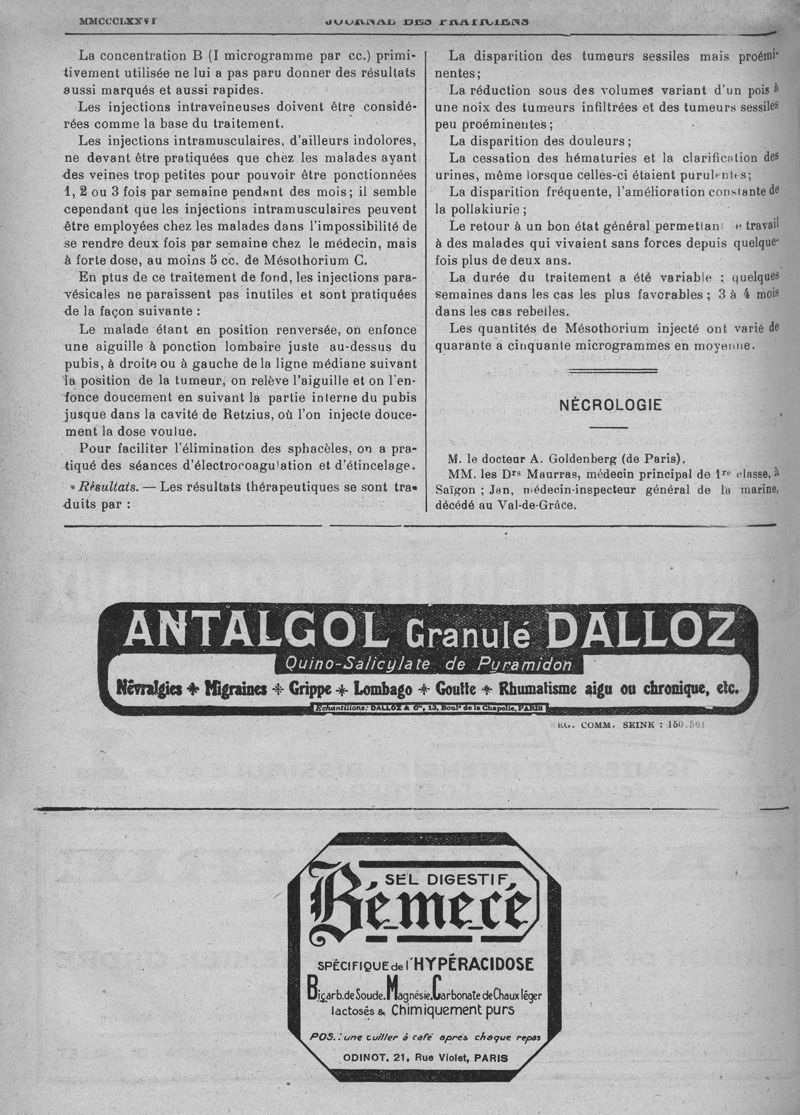 MMCCCLXXVI
JOURNAL DES PRATICIENS
La concentration B (I microgramme par cc.) primi-
tivement utilisée ne lui a pas paru donner des résultats
aussi marqués et aussi rapides.
Les injections intraveineuses doivent être considé-
rées comme la base du traitement.
Les injections intramusculaires, d'ailleurs indolores,
ne devant être pratiquées que chez les malades ayant
des veines trop petites pour pouvoir être ponctionnées
1, 2 ou 3 fois par semaine pendant des mois ; il semble
cependant que les injections intramusculaires peuvent
être employées chez les malades dans l'impossibilité de
se rendre deux fois par semaine chez le médecin, mais
à forte dose, au moins 5 cc. de Mésothorium C.
En plus de ce traitement de fond, les injections para-
vésicales ne paraissent pas inutiles et sont pratiquées
de la façon suivante :
Le malade étant en position renversée, on enfonce
une aiguille à ponction lombaire juste au-dessus du
pubis, à droite ou à gauche de la ligne médiane suivant
la position de la tumeur, on relève l'aiguille et on l'en-
fonce doucement en suivant la partie interne du pubis
jusque dans la cavité de Retzius, où l'on injecte douce-
ment la dose voulue.
Pour faciliter l'élimination des sphacèles, on a pra-
tiqué des séances d'électrocoagulation et d'étincelage.
Résultats. — Les résultats thérapeutiques se sont tra-
duits par :
La disparition des tumeurs sessiles mais proémi-
nentes ;
La réduction sous des volumes variant d'un pois à
une noix des tumeurs infiltrées et des tumeurs sessiles
peu proéminentes ;
La disparition des douleurs ;
La cessation des hématuries et la clarification des
urines, même lorsque celles-ci étaient purulentes ;
La disparition fréquente, l'amélioration constante de
la pollakiurie ;
Le retour à un bon état général permettant e travail
à des malades qui vivaient sans forces depuis quelque-
fois plus de deux ans.
La durée du traitement a été variable : quelques
semaines dans les cas les plus favorables ; 3 à 4 mois
dans les cas rebelles.
Les quantités de Mésothorium injecté ont varié de
quarante a cinquante microgrammes en moyenne.
NÉCROLOGIE
M. le docteur A. Goldenberg (de Paris).
MM. les Drs Maurras, médecin principal de 1re classe, à
Saïgon ; Jan, médecin-inspecteur général de la marine,
décédé au Val-de-Grâce.
ANTALGOL Granulé DALLOZ
Quino-Salicylate de Pyramidon
Névralgies ✳ Migraines ✳ Grippe ✳ Lombago ✳ Goutte ✳ Rhumatisme aigu ou chronique, etc.
Echantillons : DALLOZ & Cie, 13, Bould de la Chapelle, PARIS
REG. COMM. SEINE : 150.561
SEL DIGESTIF
Bémecé
SPÉCIFIQUE de l'HYPÉRACIDOSE
Bicarb. de Soude. Magnésie. Carbonate de Chaux léger
lactosés & Chimiquement purs
POS. : une cuiller à café après chaque repas
ODINOT, 21, Rue Violet, PARIS